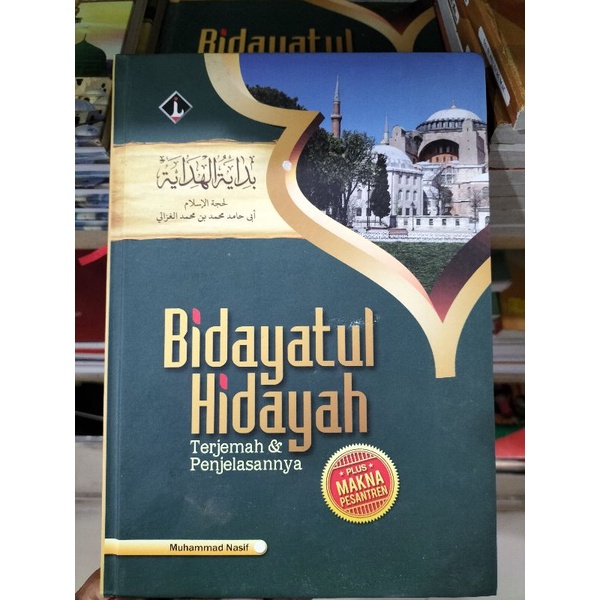 Bidayatul
بداية الهداية
لحجة الإسلام
أبى حامد محمد بن محمد الغزالي
Bidayatul
Hidayah
Terjemah &
Penjelasannya
PLUS
MAKNA
PESANTREN
Muhammad Nasif